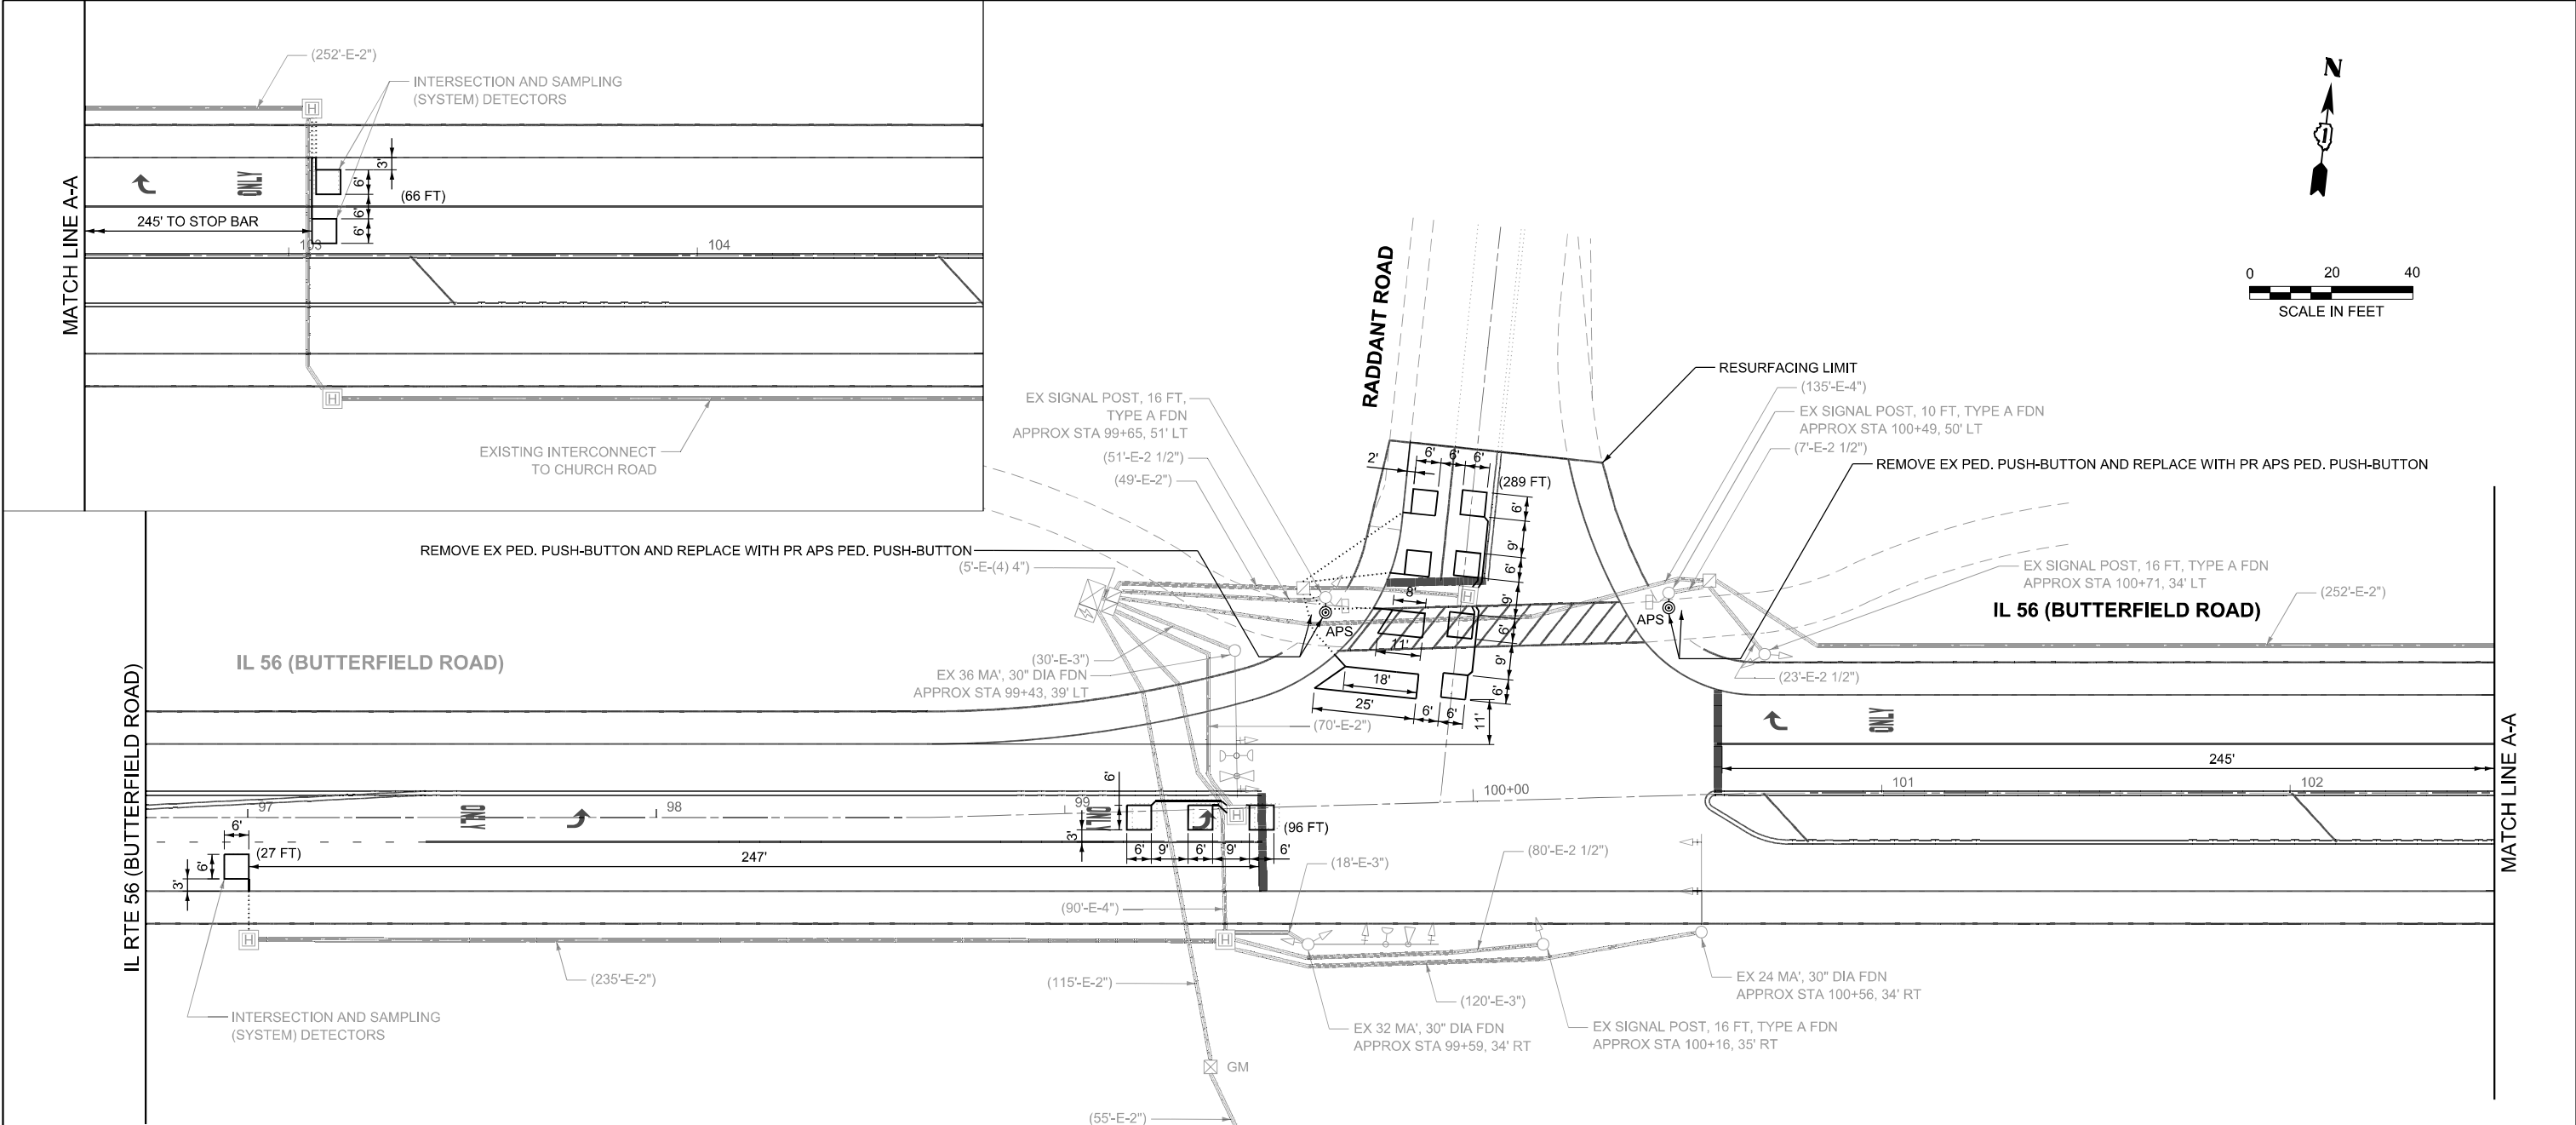 (252'-E-2")
INTERSECTION AND SAMPLING
(SYSTEM) DETECTORS
MATCH LINE A-A
ONLY
3'
6'
(66 FT)
6'
6'
245' TO STOP BAR
103
104
EXISTING INTERCONNECT
TO CHURCH ROAD
N
1
0 20 40
SCALE IN FEET
RADDANT ROAD
RESURFACING LIMIT
(135'-E-4")
EX SIGNAL POST, 10 FT, TYPE A FDN
APPROX STA 100+49, 50' LT
(7'-E-2 1/2")
REMOVE EX PED. PUSH-BUTTON AND REPLACE WITH PR APS PED. PUSH-BUTTON
EX SIGNAL POST, 16 FT,
TYPE A FDN
APPROX STA 99+65, 51' LT
(51'-E-2 1/2")
(49'-E-2")
2'
6'
6'
6'
(289 FT)
6'
9'
6'
9'
6'
9'
6'
11'
8'
11'
18'
25'
6'
6'
REMOVE EX PED. PUSH-BUTTON AND REPLACE WITH PR APS PED. PUSH-BUTTON
(5'-E-(4) 4")
APS
APS
EX SIGNAL POST, 16 FT, TYPE A FDN
APPROX STA 100+71, 34' LT
IL 56 (BUTTERFIELD ROAD)
(252'-E-2")
IL RTE 56 (BUTTERFIELD ROAD)
IL 56 (BUTTERFIELD ROAD)
(30'-E-3")
EX 36 MA', 30" DIA FDN
APPROX STA 99+43, 39' LT
(70'-E-2")
(23'-E-2 1/2")
ONLY
245'
MATCH LINE A-A
97
98
99
100+00
101
102
ONLY
ONLY
H
H
H
H
H
H
6'
3'
6'
9'
6'
9'
6'
(96 FT)
6'
6'
3'
(27 FT)
247'
(18'-E-3")
(80'-E-2 1/2")
(90'-E-4")
(235'-E-2")
(115'-E-2")
(120'-E-3")
INTERSECTION AND SAMPLING
(SYSTEM) DETECTORS
EX 32 MA', 30" DIA FDN
APPROX STA 99+59, 34' RT
EX SIGNAL POST, 16 FT, TYPE A FDN
APPROX STA 100+16, 35' RT
EX 24 MA', 30" DIA FDN
APPROX STA 100+56, 34' RT
GM
(55'-E-2")